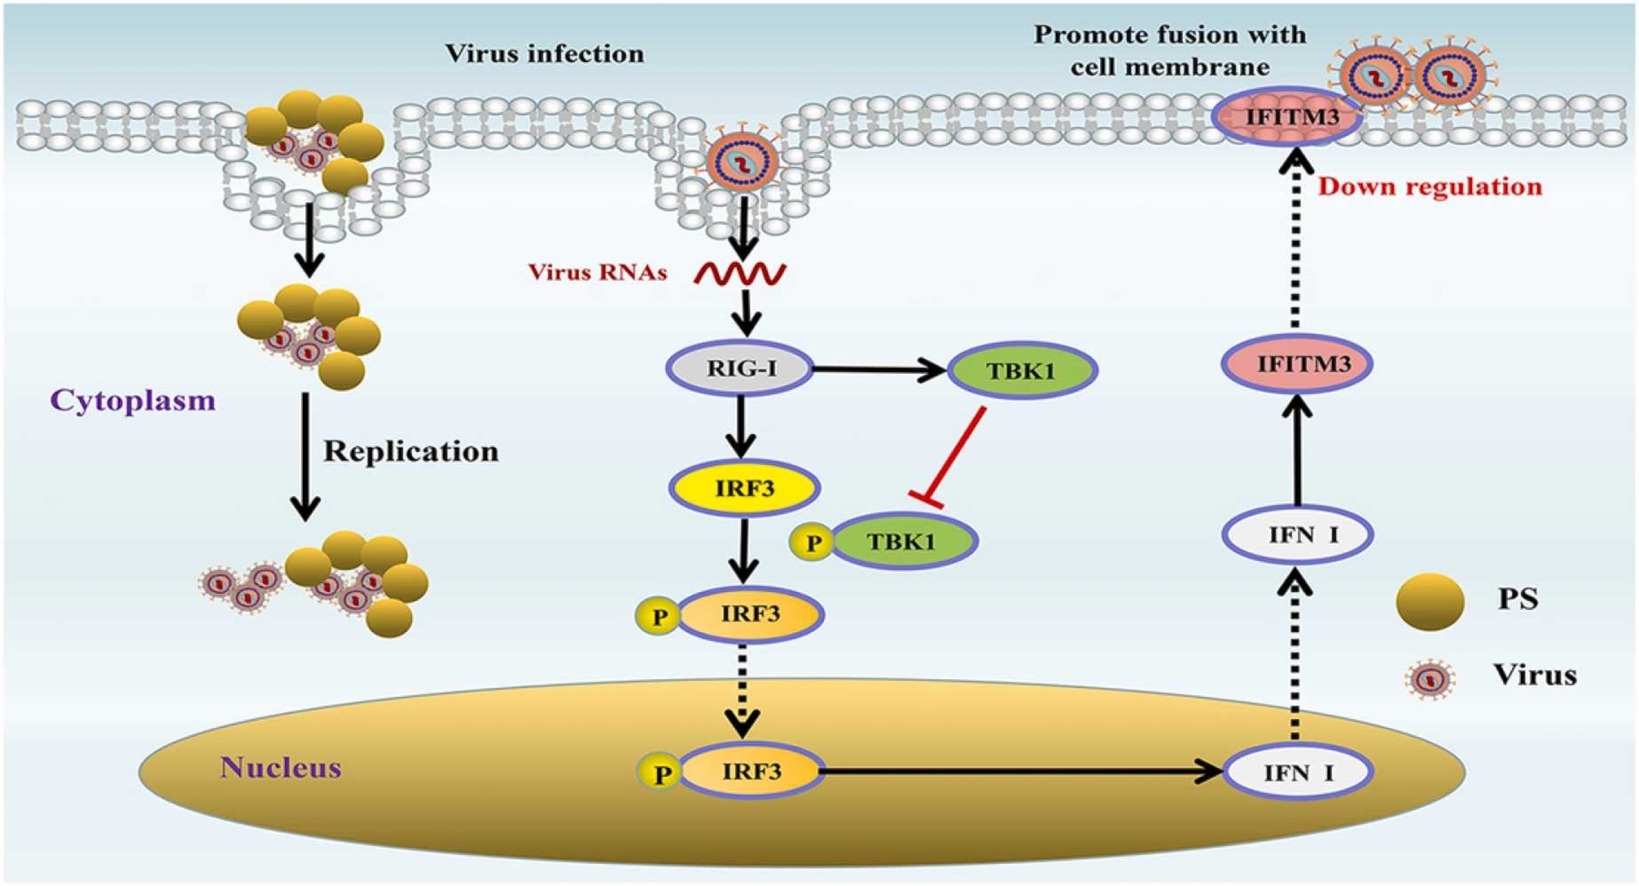 Virus infection
Promote fusion with
cell membrane
IFITM3
Down regulation
Virus RNAs
RIG-I
TBK1
IFITM3
Cytoplasm
Replication
IRF3
P
TBK1
IFN I
P
IRF3
PS
Virus
Nucleus
P
IRF3
IFN I